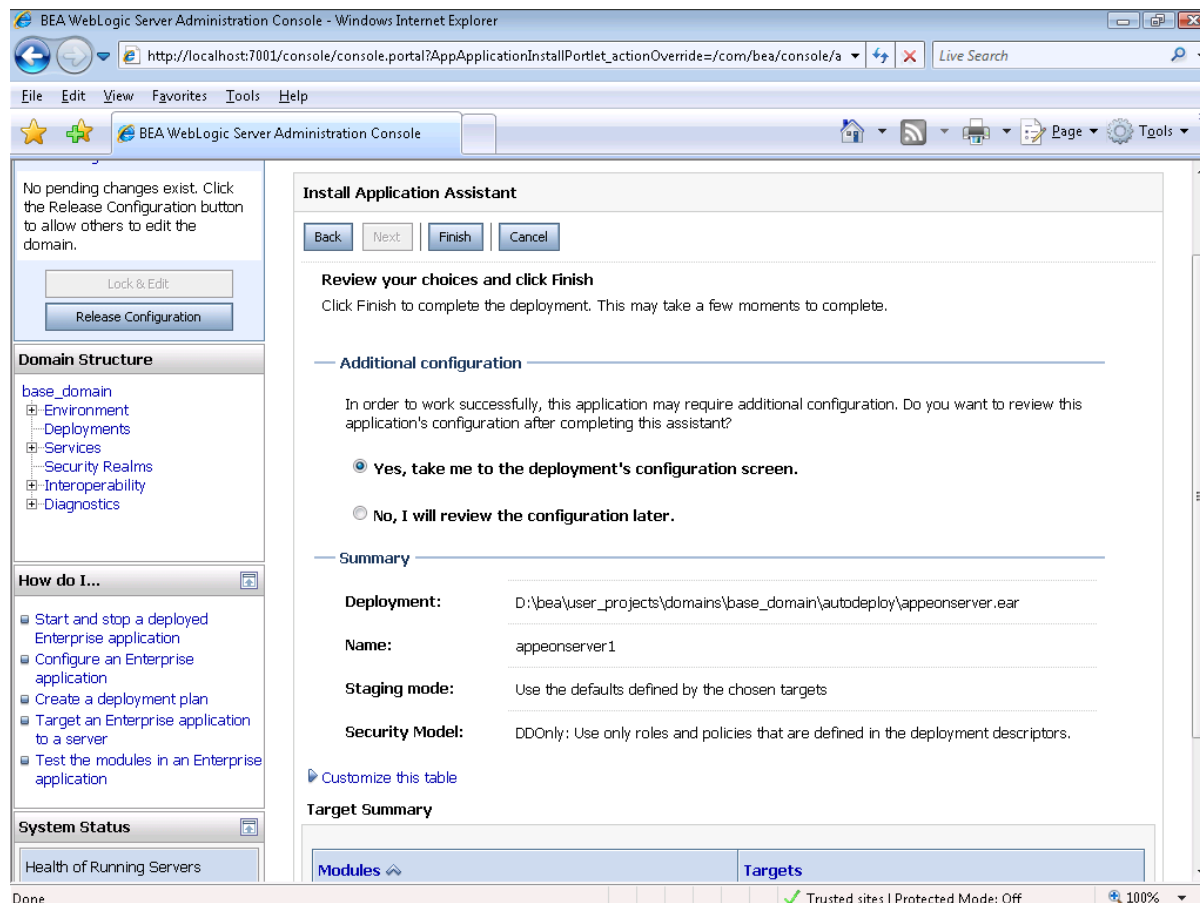 BEA WebLogic Server Administration Console - Windows Internet Explorer
http://localhost:7001/console/console.portal?AppApplicationInstallPortlet_actionOverride=/com/bea/console/a
Live Search
File Edit View Favorites Tools Help
BEA WebLogic Server Administration Console
Page Tools
No pending changes exist. Click
the Release Configuration button
to allow others to edit the
domain.
Lock & Edit
Release Configuration
Domain Structure
base_domain
Environment
Deployments
Services
Security Realms
Interoperability
Diagnostics
How do I...
Start and stop a deployed
Enterprise application
Configure an Enterprise
application
Create a deployment plan
Target an Enterprise application
to a server
Test the modules in an Enterprise
application
System Status
Health of Running Servers
Install Application Assistant
Back Next Finish Cancel
Review your choices and click Finish
Click Finish to complete the deployment. This may take a few moments to complete.
Additional configuration
In order to work successfully, this application may require additional configuration. Do you want to review this
application's configuration after completing this assistant?
Yes, take me to the deployment's configuration screen.
No, I will review the configuration later.
Summary
Deployment: D:\bea\user_projects\domains\base_domain\autodeploy\appeonserver.ear
Name: appeonserver1
Staging mode: Use the defaults defined by the chosen targets
Security Model: DDOnly: Use only roles and policies that are defined in the deployment descriptors.
Customize this table
Target Summary
Modules Targets
Done Trusted sites | Protected Mode: Off 100%